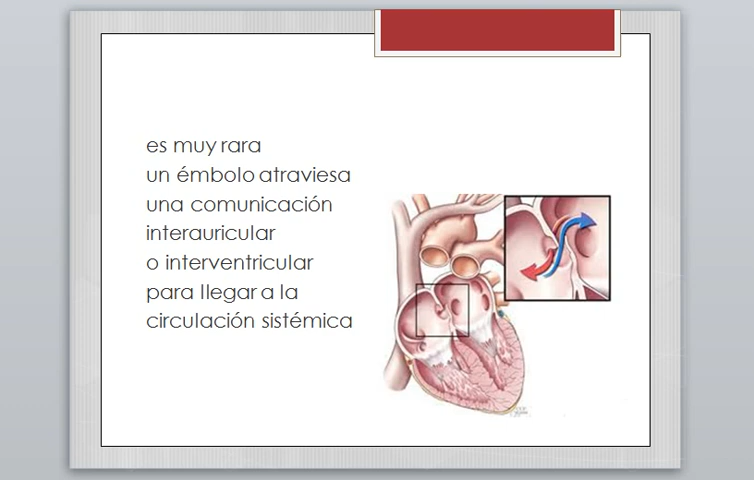 es muy rara
un émbolo atraviesa
una comunicación
interauricular
o interventricular
para llegar a la
circulación sistémica